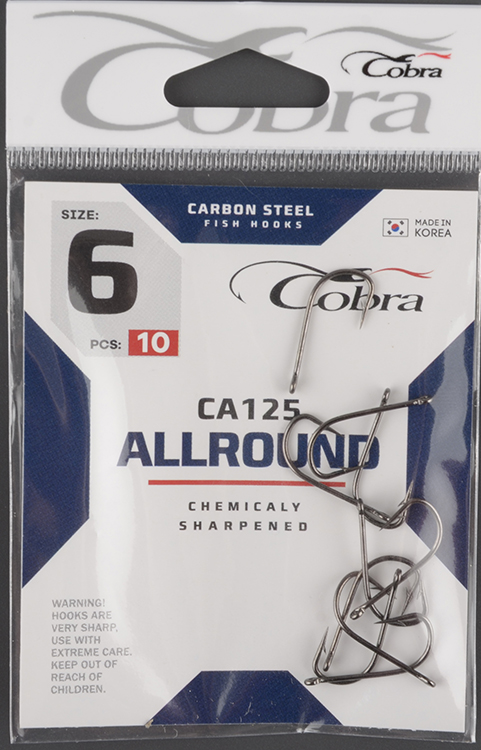 Cobra
Cobra
SIZE:
6
PCS: 10
CARBON STEEL
FISH HOOKS
MADE IN
KOREA
Cobra
CA125
ALLROUND
CHEMICALY
SHARPENED
WARNING!
HOOKS ARE
VERY SHARP.
USE WITH
EXTREME CARE.
KEEP OUT OF
REACH OF
CHILDREN.